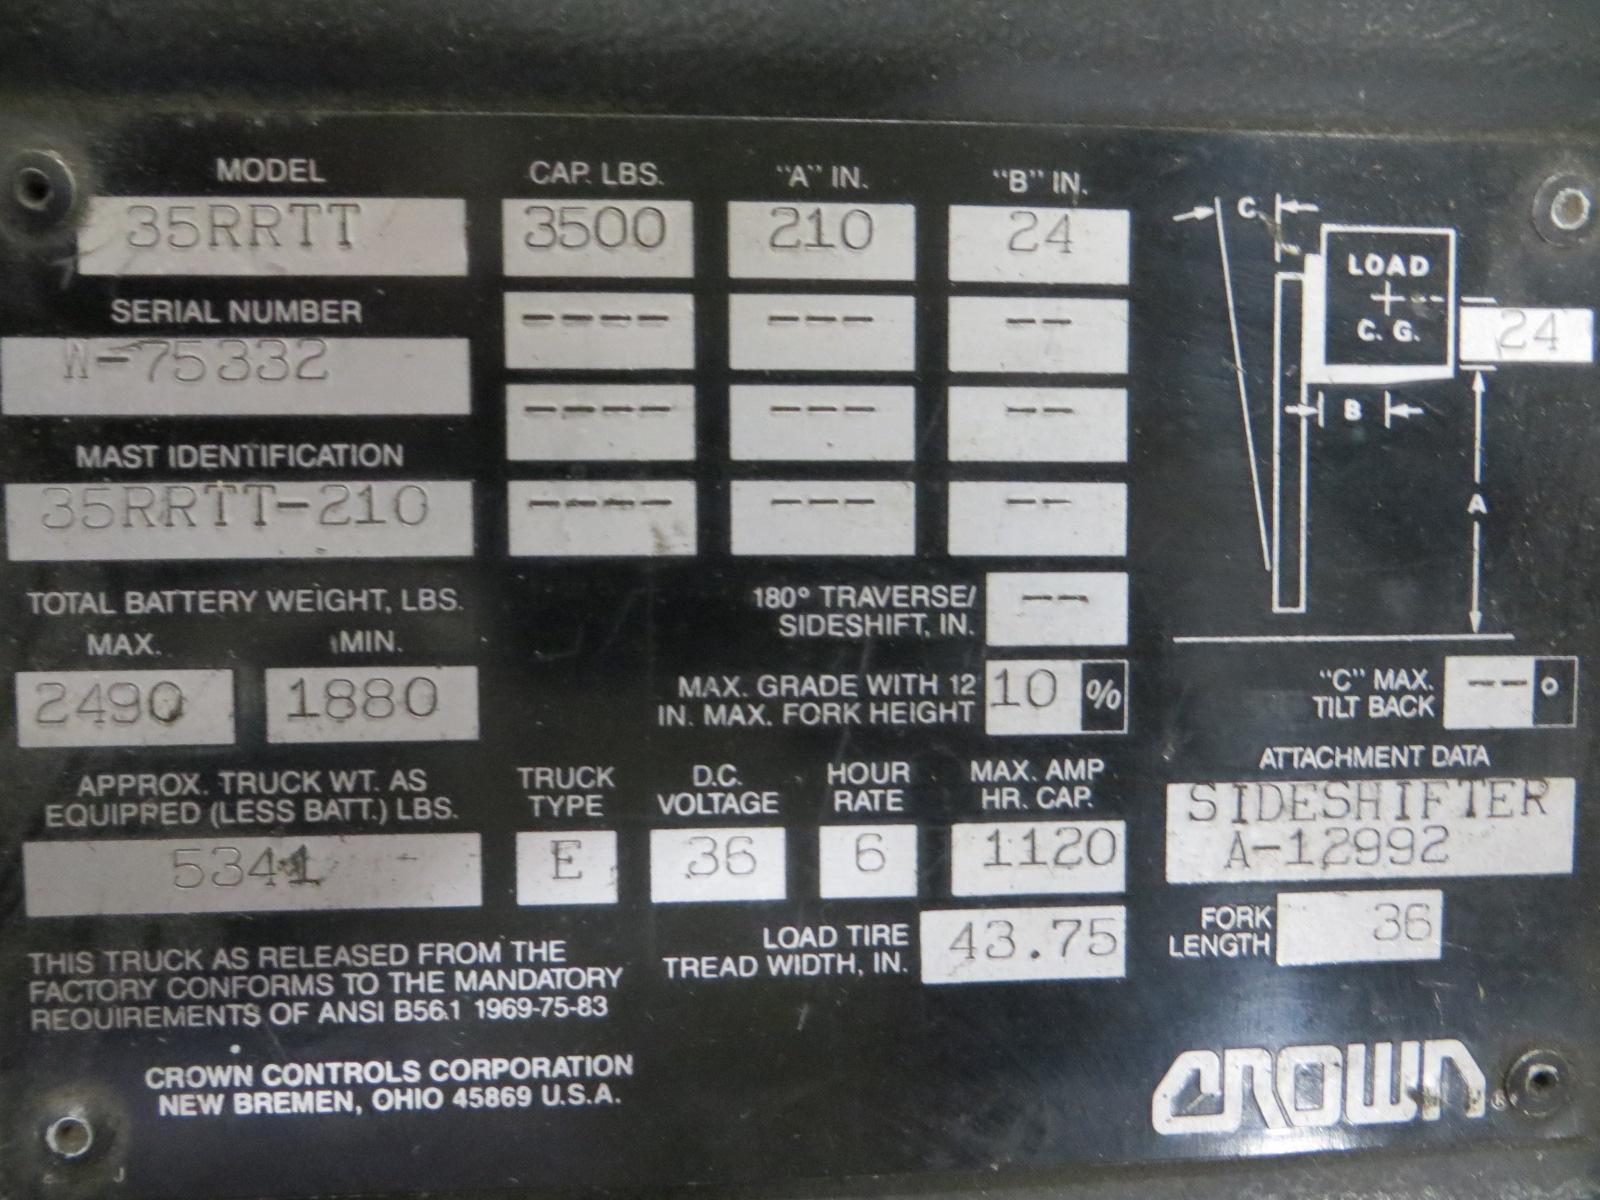 MODEL
35RRTT
CAP. LBS.
3500
----
----
----
"A" IN.
210
---
---
---
"B" IN.
24
--
--
--
SERIAL NUMBER
W-75332
MAST IDENTIFICATION
35RRTT-210
TOTAL BATTERY WEIGHT, LBS.
MAX.
2490
MIN.
1880
180° TRAVERSE/
SIDESHIFT, IN.
--
MAX. GRADE WITH 12
IN. MAX. FORK HEIGHT
10 %
APPROX. TRUCK WT. AS
EQUIPPED (LESS BATT.) LBS.
5341
TRUCK
TYPE
E
D.C.
VOLTAGE
36
HOUR
RATE
6
MAX. AMP
HR. CAP.
1120
LOAD TIRE
TREAD WIDTH, IN.
43.75
C
LOAD
C. G.
24
B
A
"C" MAX.
TILT BACK
--°
ATTACHMENT DATA
SIDESHIFTER
A-12992
FORK
LENGTH
36
THIS TRUCK AS RELEASED FROM THE
FACTORY CONFORMS TO THE MANDATORY
REQUIREMENTS OF ANSI B56.1 1969-75-83
CROWN CONTROLS CORPORATION
NEW BREMEN, OHIO 45869 U.S.A.
CROWN®